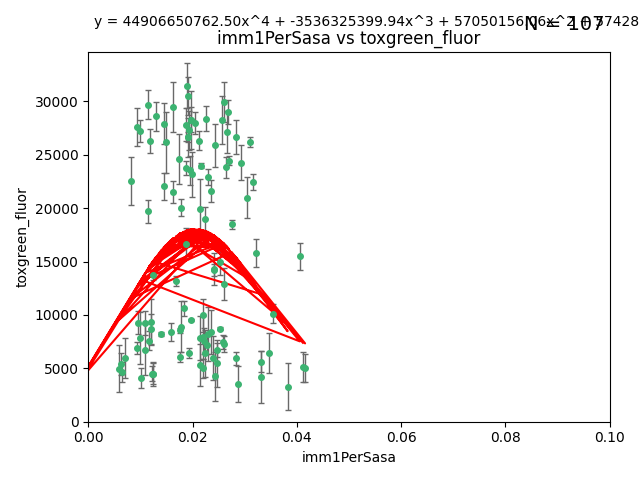 y = 44906650762.50x^4 + -3536325399.94x^3 +
N = 107
imm1PerSasa vs toxgreen_fluor
30000
25000
20000
15000
10000
5000
0
toxgreen_fluor
0.00 0.02 0.04 0.06 0.08 0.10
imm1PerSasa